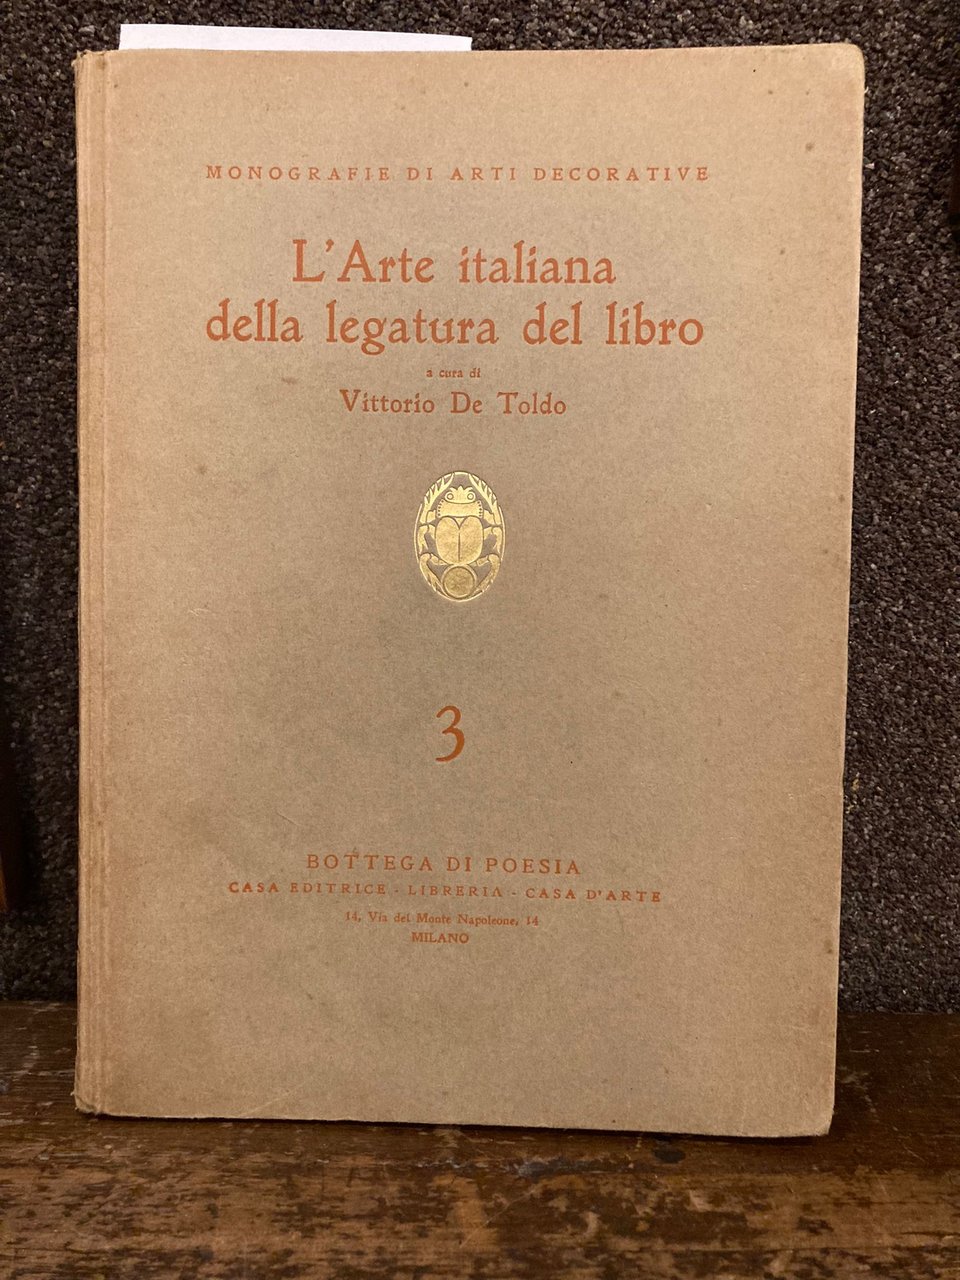 MONOGRAFIE DI ARTI DECORATIVE
L'Arte italiana
della legatura del libro
a cura di
Vittorio De Toldo
3
BOTTEGA DI POESIA
CASA EDITRICE - LIBRERIA - CASA D'ARTE
14, Via del Monte Napoleone, 14
MILANO